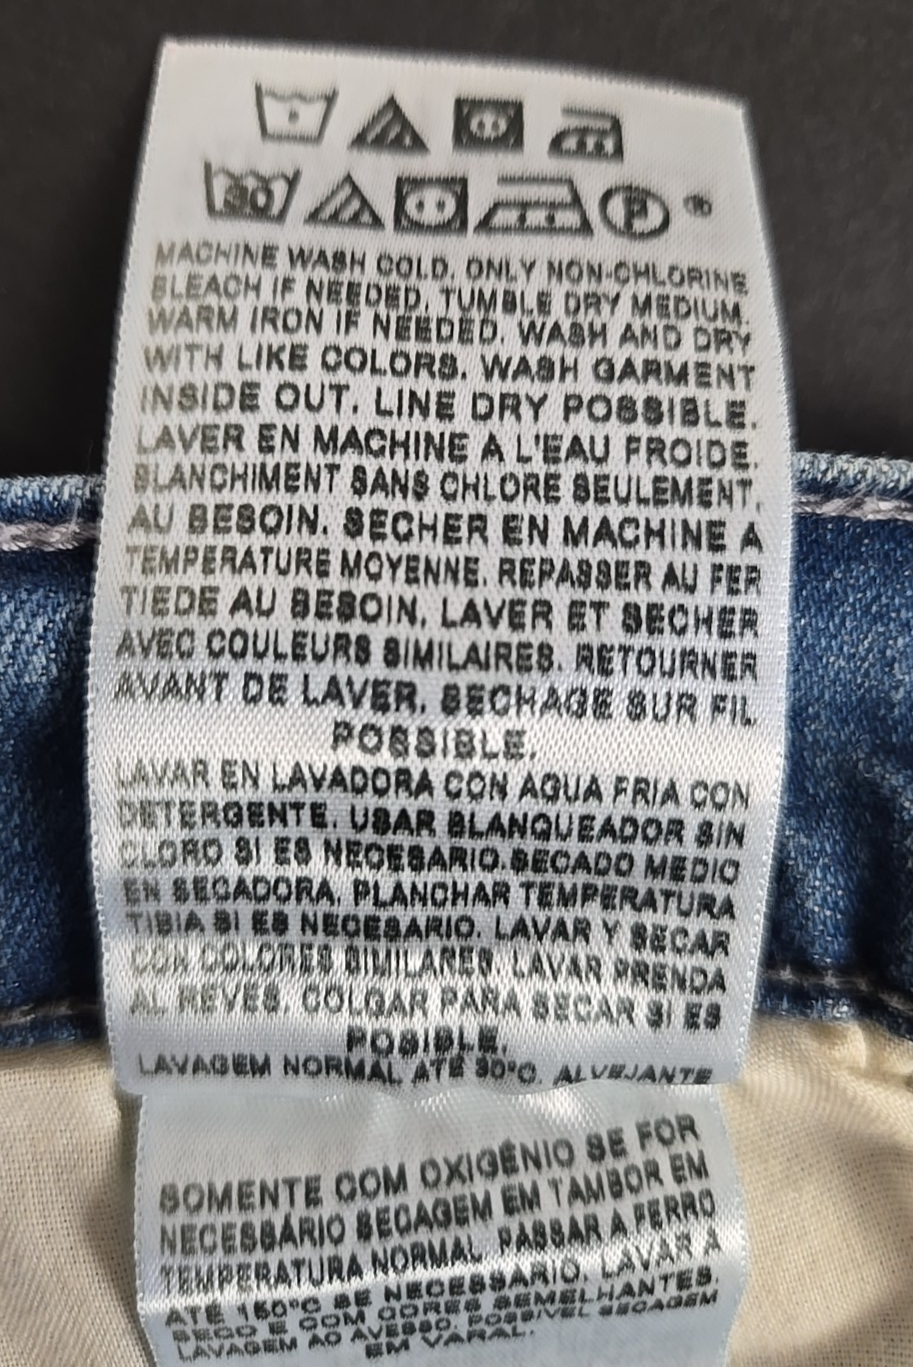 30 P ®
MACHINE WASH COLD. ONLY NON-CHLORINE
BLEACH IF NEEDED. TUMBLE DRY MEDIUM.
WARM IRON IF NEEDED. WASH AND DRY
WITH LIKE COLORS. WASH GARMENT
INSIDE OUT. LINE DRY POSSIBLE.
LAVER EN MACHINE A L'EAU FROIDE.
BLANCHIMENT SANS CHLORE SEULEMENT,
AU BESOIN. SECHER EN MACHINE A
TEMPERATURE MOYENNE. REPASSER AU FER
TIEDE AU BESOIN. LAVER ET SECHER
AVEC COULEURS SIMILAIRES. RETOURNER
AVANT DE LAVER. SECHAGE SUR FIL
POSSIBLE.
LAVAR EN LAVADORA CON AGUA FRIA CON
DETERGENTE. USAR BLANQUEADOR SIN
CLORO SI ES NECESARIO.SECADO MEDIO
EN SECADORA. PLANCHAR TEMPERATURA
TIBIA SI ES NECESARIO. LAVAR Y SECAR
CON COLORES SIMILARES. LAVAR PRENDA
AL REVES. COLGAR PARA SECAR SI ES
POSIBLE.
LAVAGEM NORMAL ATÉ 30°C. ALVEJANTE
SOMENTE COM OXIGÊNIO SE FOR
NECESSÁRIO SECAGEM EM TAMBOR EM
TEMPERATURA NORMAL. PASSAR A FERRO
ATÉ 150°C SE NECESSARIO. LAVAR A
SECO E COM CORES SEMELHANTES.
LAVAGEM AO AVESSO. POSSIVEL SECAGEM
EM VARAL.